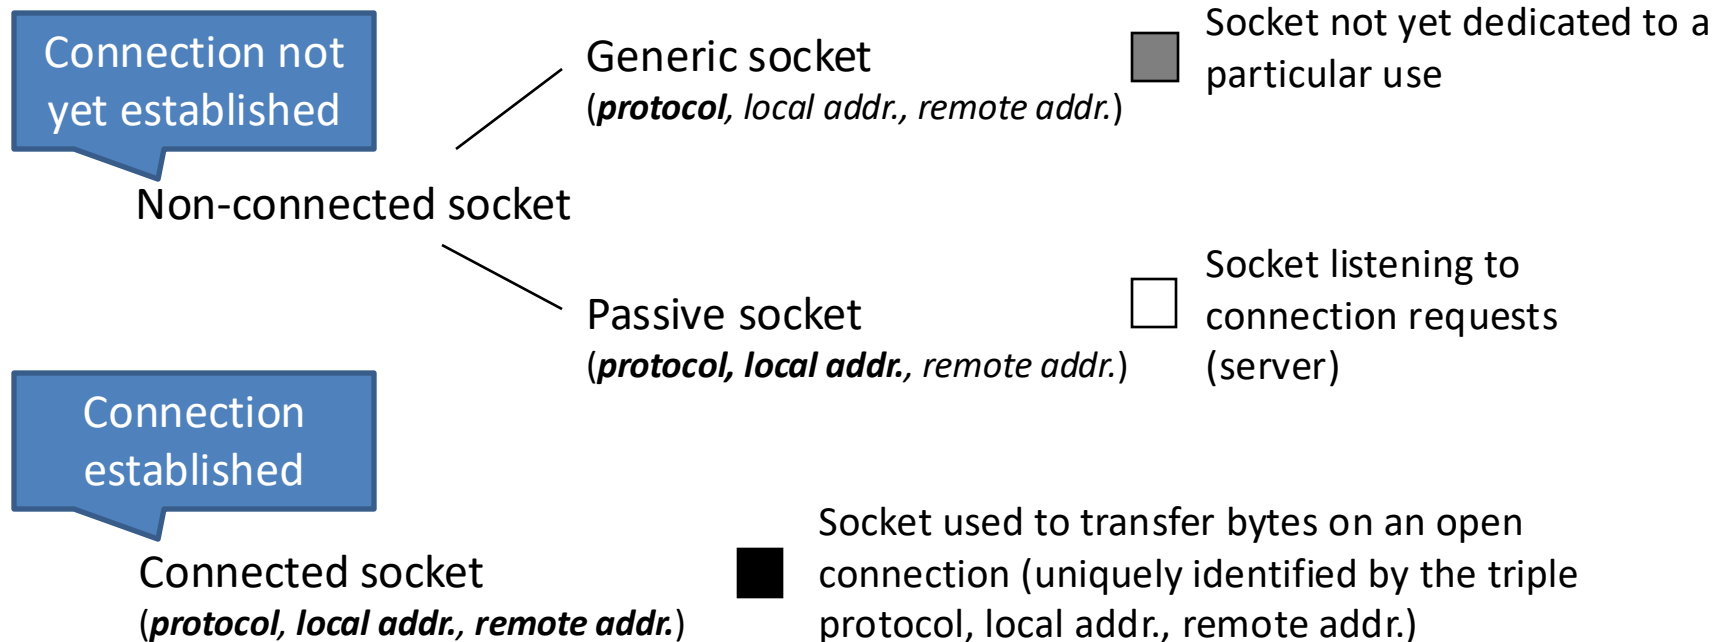 Connection not
yet established
Generic socket
(protocol, local addr., remote addr.)
Socket not yet dedicated to a
particular use
Non-connected socket
Passive socket
(protocol, local addr., remote addr.)
Socket listening to
connection requests
(server)
Connection
established
Connected socket
(protocol, local addr., remote addr.)
Socket used to transfer bytes on an open
connection (uniquely identified by the triple
protocol, local addr., remote addr.)